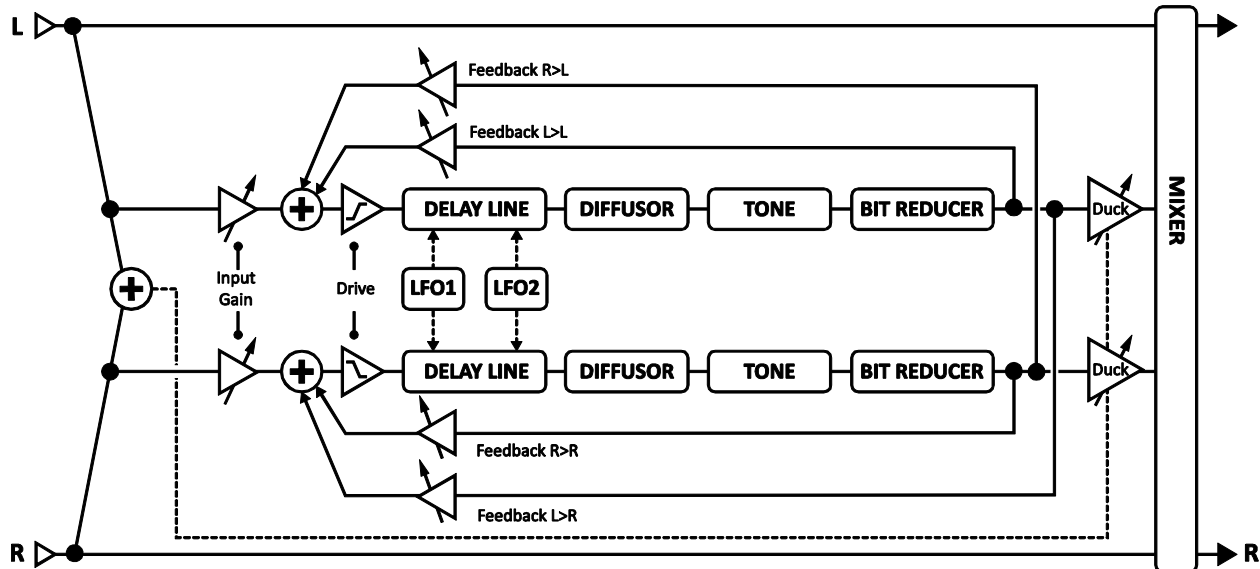 L
Feedback R>L
Feedback L>L
DELAY LINE
DIFFUSOR
TONE
BIT REDUCER
Duck
MIXER
Input
Gain
Drive
LFO1
LFO2
DELAY LINE
DIFFUSOR
TONE
BIT REDUCER
Duck
Feedback R>R
Feedback L>R
R
R